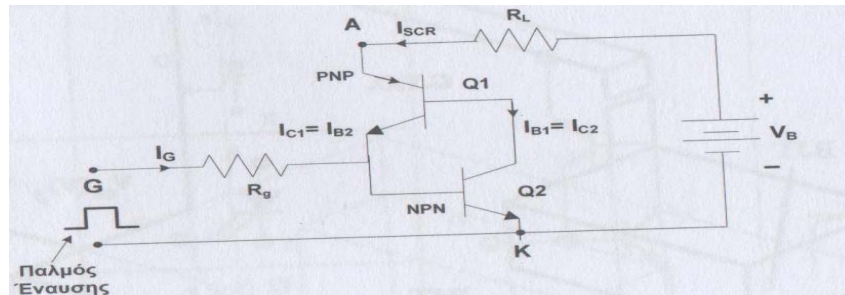 A
I_SCR
R_L
PNP
Q1
+
V_B
−
I_C1 = I_B2
I_B1 = I_C2
I_G
G
R_g
Q2
NPN
K
Παλμός
Έναυσης